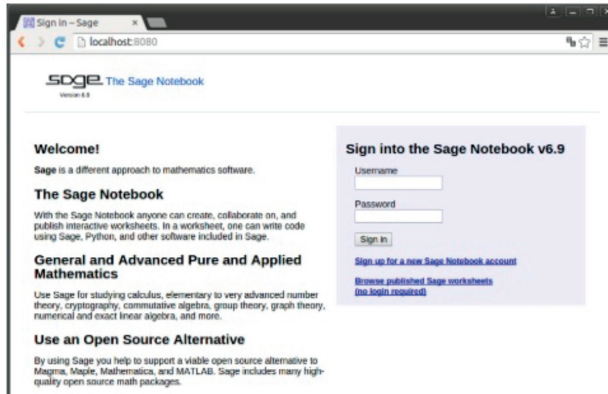 Sign in – Sage
localhost:8080
sage The Sage Notebook
Version 6.9
Welcome!
Sage is a different approach to mathematics software.
The Sage Notebook
With the Sage Notebook anyone can create, collaborate on, and
publish interactive worksheets. In a worksheet, one can write code
using Sage, Python, and other software included in Sage.
General and Advanced Pure and Applied
Mathematics
Use Sage for studying calculus, elementary to very advanced number
theory, cryptography, commutative algebra, group theory, graph theory,
numerical and exact linear algebra, and more.
Use an Open Source Alternative
By using Sage you help to support a viable open source alternative to
Magma, Maple, Mathematica, and MATLAB. Sage includes many high-
quality open source math packages.
Sign into the Sage Notebook v6.9
Username
Password
Sign in
Sign up for a new Sage Notebook account
Browse published Sage worksheets
(no login required)